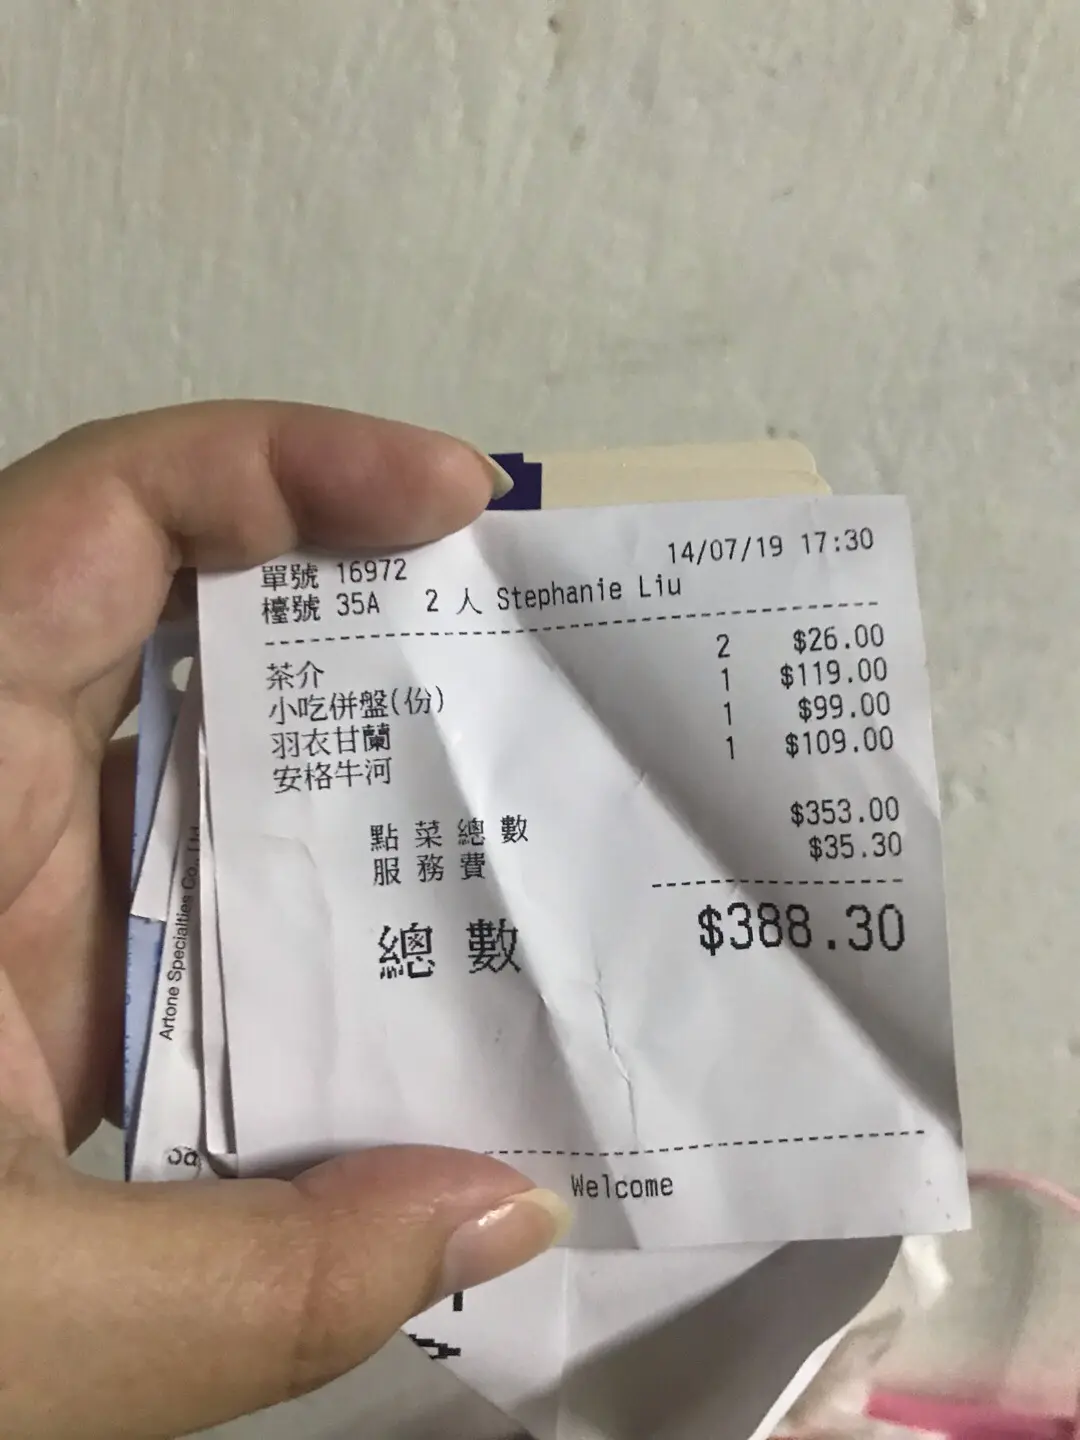 單號 16972 14/07/19 17:30
檯號 35A 2 人 Stephanie Liu
茶介 2 $26.00
小吃併盤(份) 1 $119.00
羽衣甘蘭 1 $99.00
安格牛河 1 $109.00
點菜總數 $353.00
服務費 $35.30
總數 $388.30
Welcome
Artone Specialties Co., Ltd